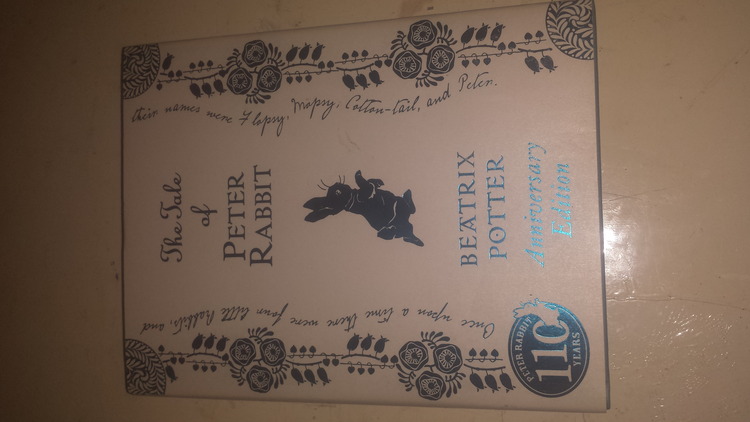 Once upon a time there were four little Rabbits, and
their names were Flopsy, Mopsy, Cotton-tail, and Peter.
The Tale
of
PETER
RABBIT
BEATRIX
POTTER
Anniversary
Edition
PETER RABBIT
110
YEARS